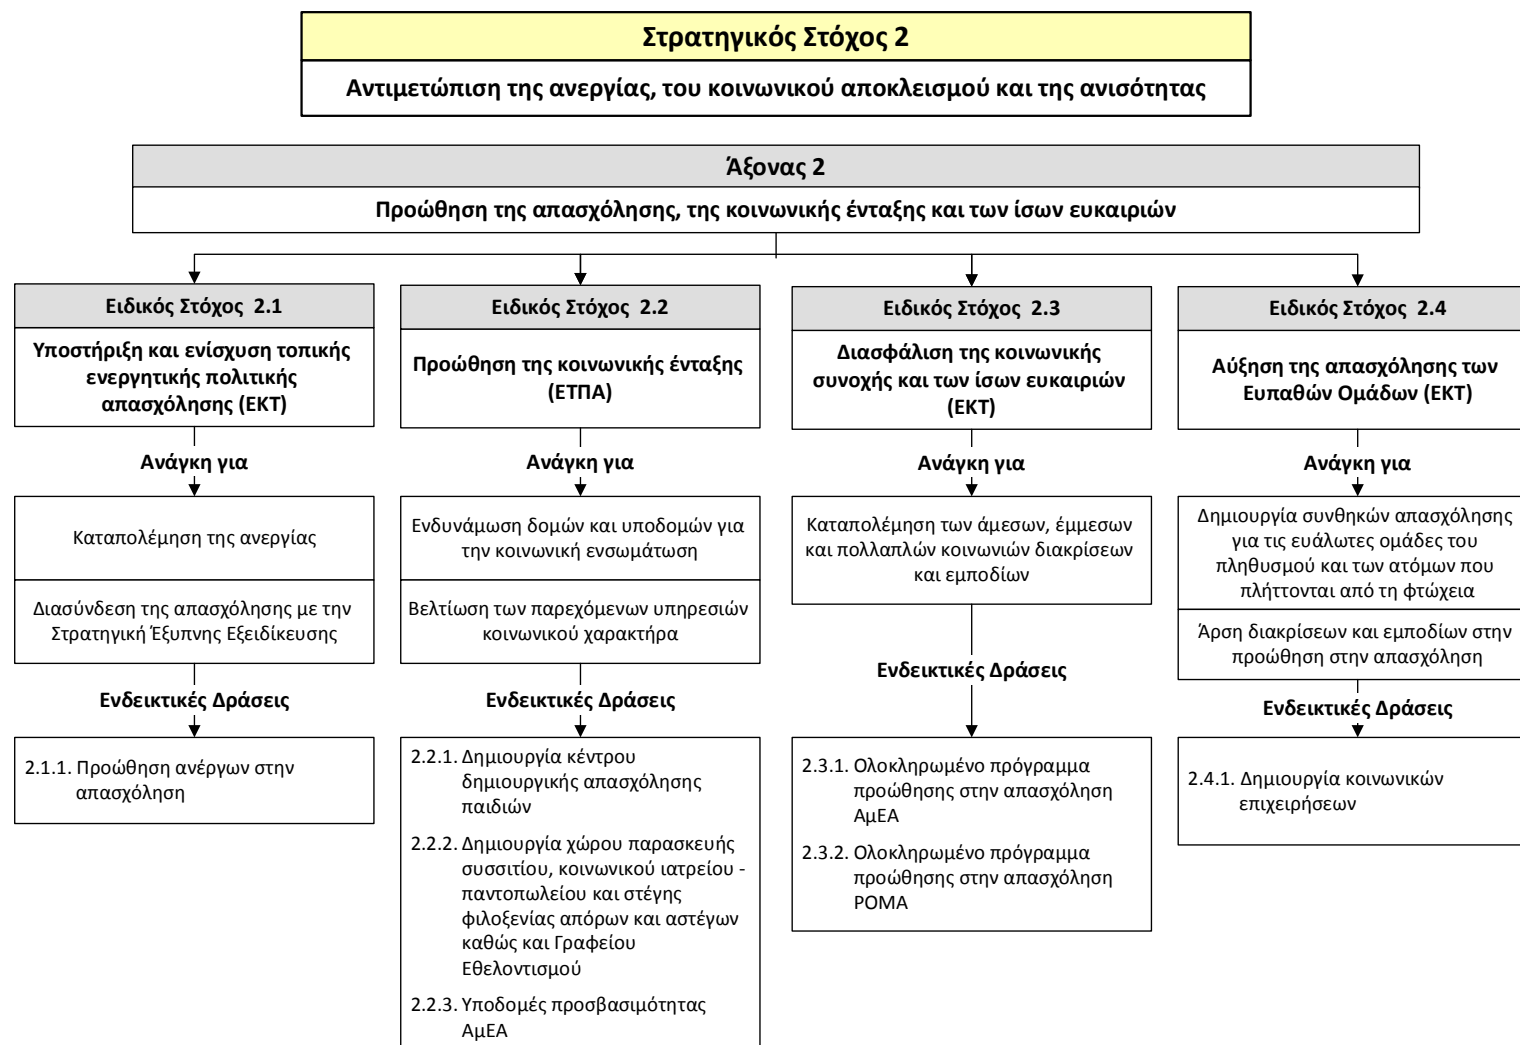 Στρατηγικός Στόχος 2
Αντιμετώπιση της ανεργίας, του κοινωνικού αποκλεισμού και της ανισότητας
Άξονας 2
Προώθηση της απασχόλησης, της κοινωνικής ένταξης και των ίσων ευκαιριών
Ειδικός Στόχος 2.1
Υποστήριξη και ενίσχυση τοπικής
ενεργητικής πολιτικής
απασχόλησης (ΕΚΤ)
Ανάγκη για
Καταπολέμηση της ανεργίας
Διασύνδεση της απασχόλησης με την
Στρατηγική Έξυπνης Εξειδίκευσης
Ενδεικτικές Δράσεις
2.1.1. Προώθηση ανέργων στην
απασχόληση
Ειδικός Στόχος 2.2
Προώθηση της κοινωνικής ένταξης
(ΕΤΠΑ)
Ανάγκη για
Ενδυνάμωση δομών και υποδομών για
την κοινωνική ενσωμάτωση
Βελτίωση των παρεχόμενων υπηρεσιών
κοινωνικού χαρακτήρα
Ενδεικτικές Δράσεις
2.2.1. Δημιουργία κέντρου
δημιουργικής απασχόλησης
παιδιών
2.2.2. Δημιουργία χώρου παρασκευής
συσσιτίου, κοινωνικού ιατρείου -
παντοπωλείου και στέγης
φιλοξενίας απόρων και αστέγων
καθώς και Γραφείου
Εθελοντισμού
2.2.3. Υποδομές προσβασιμότητας
ΑμΕΑ
Ειδικός Στόχος 2.3
Διασφάλιση της κοινωνικής
συνοχής και των ίσων ευκαιριών
(ΕΚΤ)
Ανάγκη για
Καταπολέμηση των άμεσων, έμμεσων
και πολλαπλών κοινωνιών διακρίσεων
και εμποδίων
Ενδεικτικές Δράσεις
2.3.1. Ολοκληρωμένο πρόγραμμα
προώθησης στην απασχόληση
ΑμΕΑ
2.3.2. Ολοκληρωμένο πρόγραμμα
προώθησης στην απασχόληση
ΡΟΜΑ
Ειδικός Στόχος 2.4
Αύξηση της απασχόλησης των
Ευπαθών Ομάδων (ΕΚΤ)
Ανάγκη για
Δημιουργία συνθηκών απασχόλησης
για τις ευάλωτες ομάδες του
πληθυσμού και των ατόμων που
πλήττονται από τη φτώχεια
Άρση διακρίσεων και εμποδίων στην
προώθηση στην απασχόληση
Ενδεικτικές Δράσεις
2.4.1. Δημιουργία κοινωνικών
επιχειρήσεων